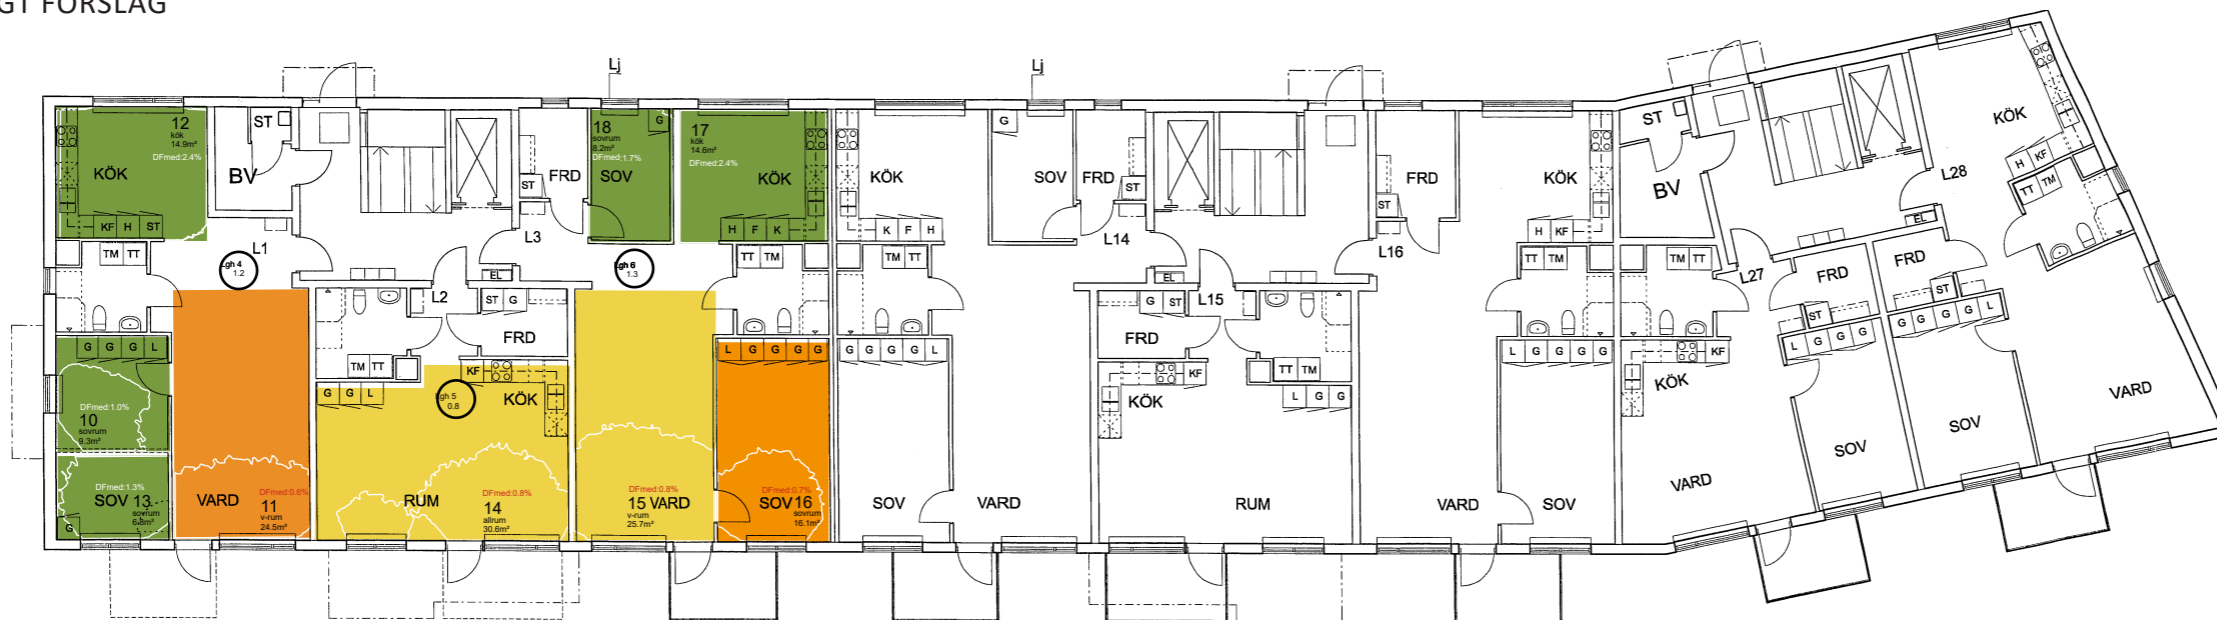 GT FÖRSLAG
Lj
Lj
12
kök
14.9m²
DFmed:2.4%
KÖK
KF H ST
ST
BV
L1
TM TT
Lgh 4
1.2
G G G L
DFmed:1.0%
10
sovrum
9.3m²
DFmed:1.3%
SOV 13
sovrum
6.8m²
G
VARD
DFmed:0.6%
11
v-rum
24.5m²
L2
EL
ST G
FRD
TM TT
G G L
KF
KÖK
Lgh 5
0.8
RUM
DFmed:0.8%
14
allrum
30.6m²
ST
FRD
L3
18
sovrum
8.2m²
DFmed:1.7%
SOV
G
17
kök
14.6m²
DFmed:2.4%
KÖK
H F K
Lgh 6
1.3
TT TM
L G G G G
DFmed:0.8%
15 VARD
v-rum
25.7m²
DFmed:0.7%
SOV 16
sovrum
16.1m²
KÖK
K F H
TM TT
G G G G L
SOV
VARD
G
SOV
FRD
ST
L14
EL
G ST
L15
FRD
KF
KÖK
TT TM
L G G
RUM
FRD
ST
L16
KÖK
H KF
TT TM
L G G G G
VARD
SOV
ST
BV
TM TT
L27
KF
KÖK
FRD
ST
L G G G
VARD
SOV
EL
L28
FRD
ST
G G G G L
SOV
KÖK
H KF
TT TM
VARD